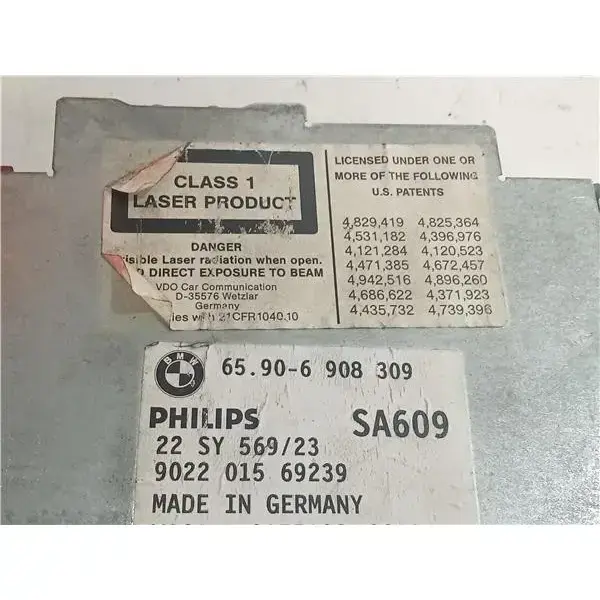 CLASS 1
LASER PRODUCT
DANGER
isible Laser radiation when open.
DIRECT EXPOSURE TO BEAM
VDO Car Communication
D-35576 Wetzlar
Germany
ies with 21CFR1040.10
LICENSED UNDER ONE OR
MORE OF THE FOLLOWING
U.S. PATENTS
4,829,419 4,825,364
4,531,182 4,396,976
4,121,284 4,120,523
4,471,385 4,672,457
4,942,516 4,896,260
4,686,622 4,371,923
4,435,732 4,739,396
BMW
65.90-6 908 309
PHILIPS SA609
22 SY 569/23
9022 015 69239
MADE IN GERMANY